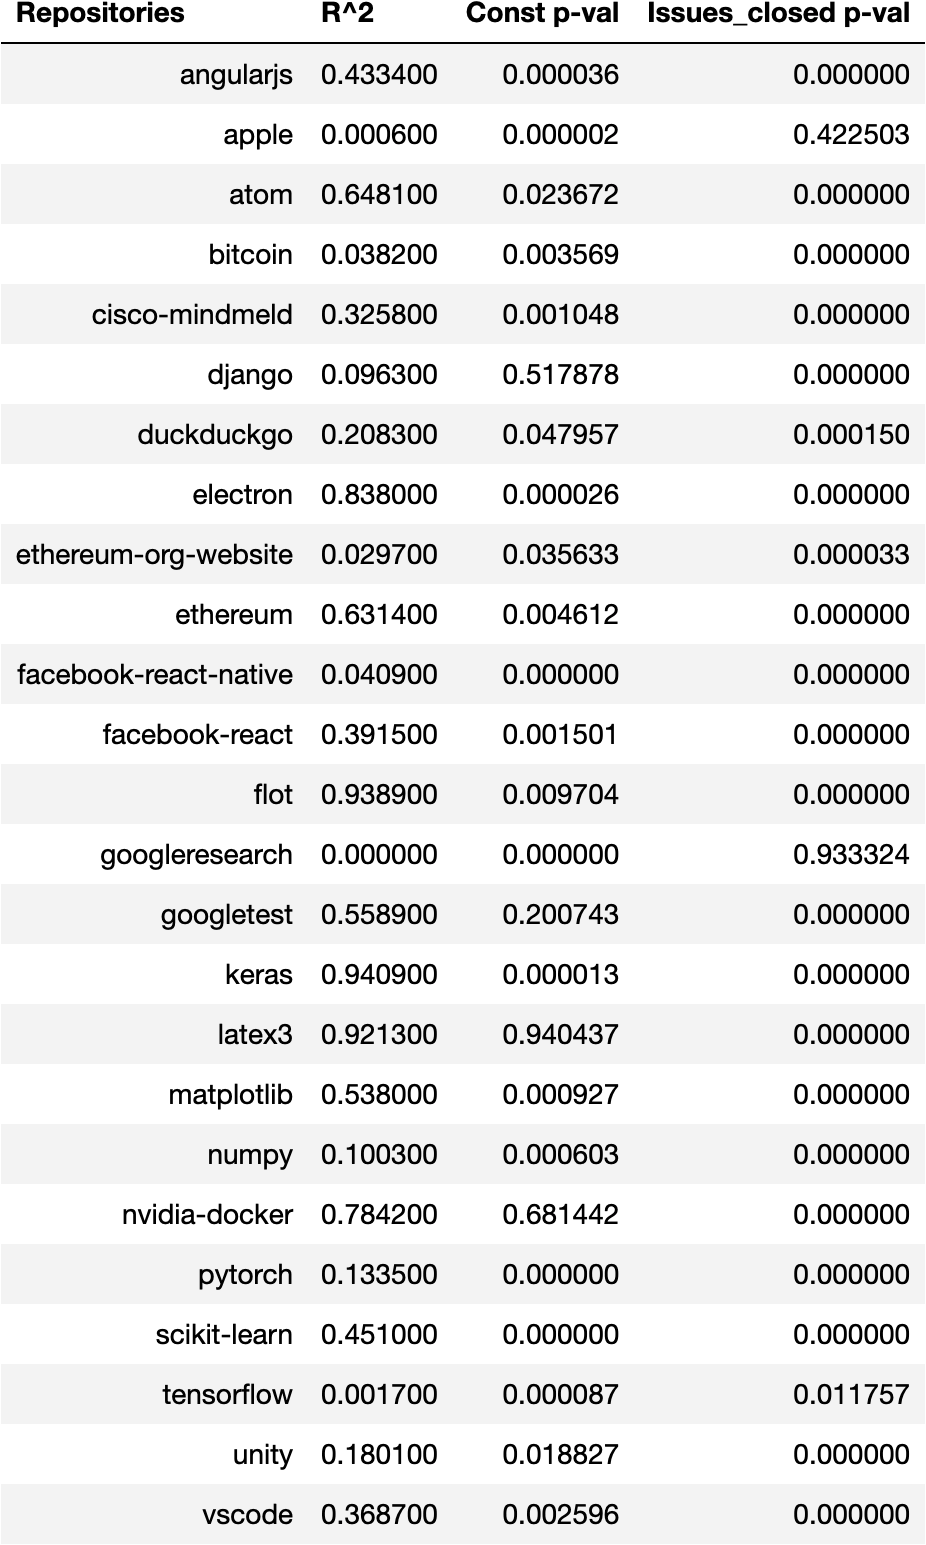 Repositories R^2 Const p-val Issues_closed p-val
angularjs 0.433400 0.000036 0.000000
apple 0.000600 0.000002 0.422503
atom 0.648100 0.023672 0.000000
bitcoin 0.038200 0.003569 0.000000
cisco-mindmeld 0.325800 0.001048 0.000000
django 0.096300 0.517878 0.000000
duckduckgo 0.208300 0.047957 0.000150
electron 0.838000 0.000026 0.000000
ethereum-org-website 0.029700 0.035633 0.000033
ethereum 0.631400 0.004612 0.000000
facebook-react-native 0.040900 0.000000 0.000000
facebook-react 0.391500 0.001501 0.000000
flot 0.938900 0.009704 0.000000
googleresearch 0.000000 0.000000 0.933324
googletest 0.558900 0.200743 0.000000
keras 0.940900 0.000013 0.000000
latex3 0.921300 0.940437 0.000000
matplotlib 0.538000 0.000927 0.000000
numpy 0.100300 0.000603 0.000000
nvidia-docker 0.784200 0.681442 0.000000
pytorch 0.133500 0.000000 0.000000
scikit-learn 0.451000 0.000000 0.000000
tensorflow 0.001700 0.000087 0.011757
unity 0.180100 0.018827 0.000000
vscode 0.368700 0.002596 0.000000